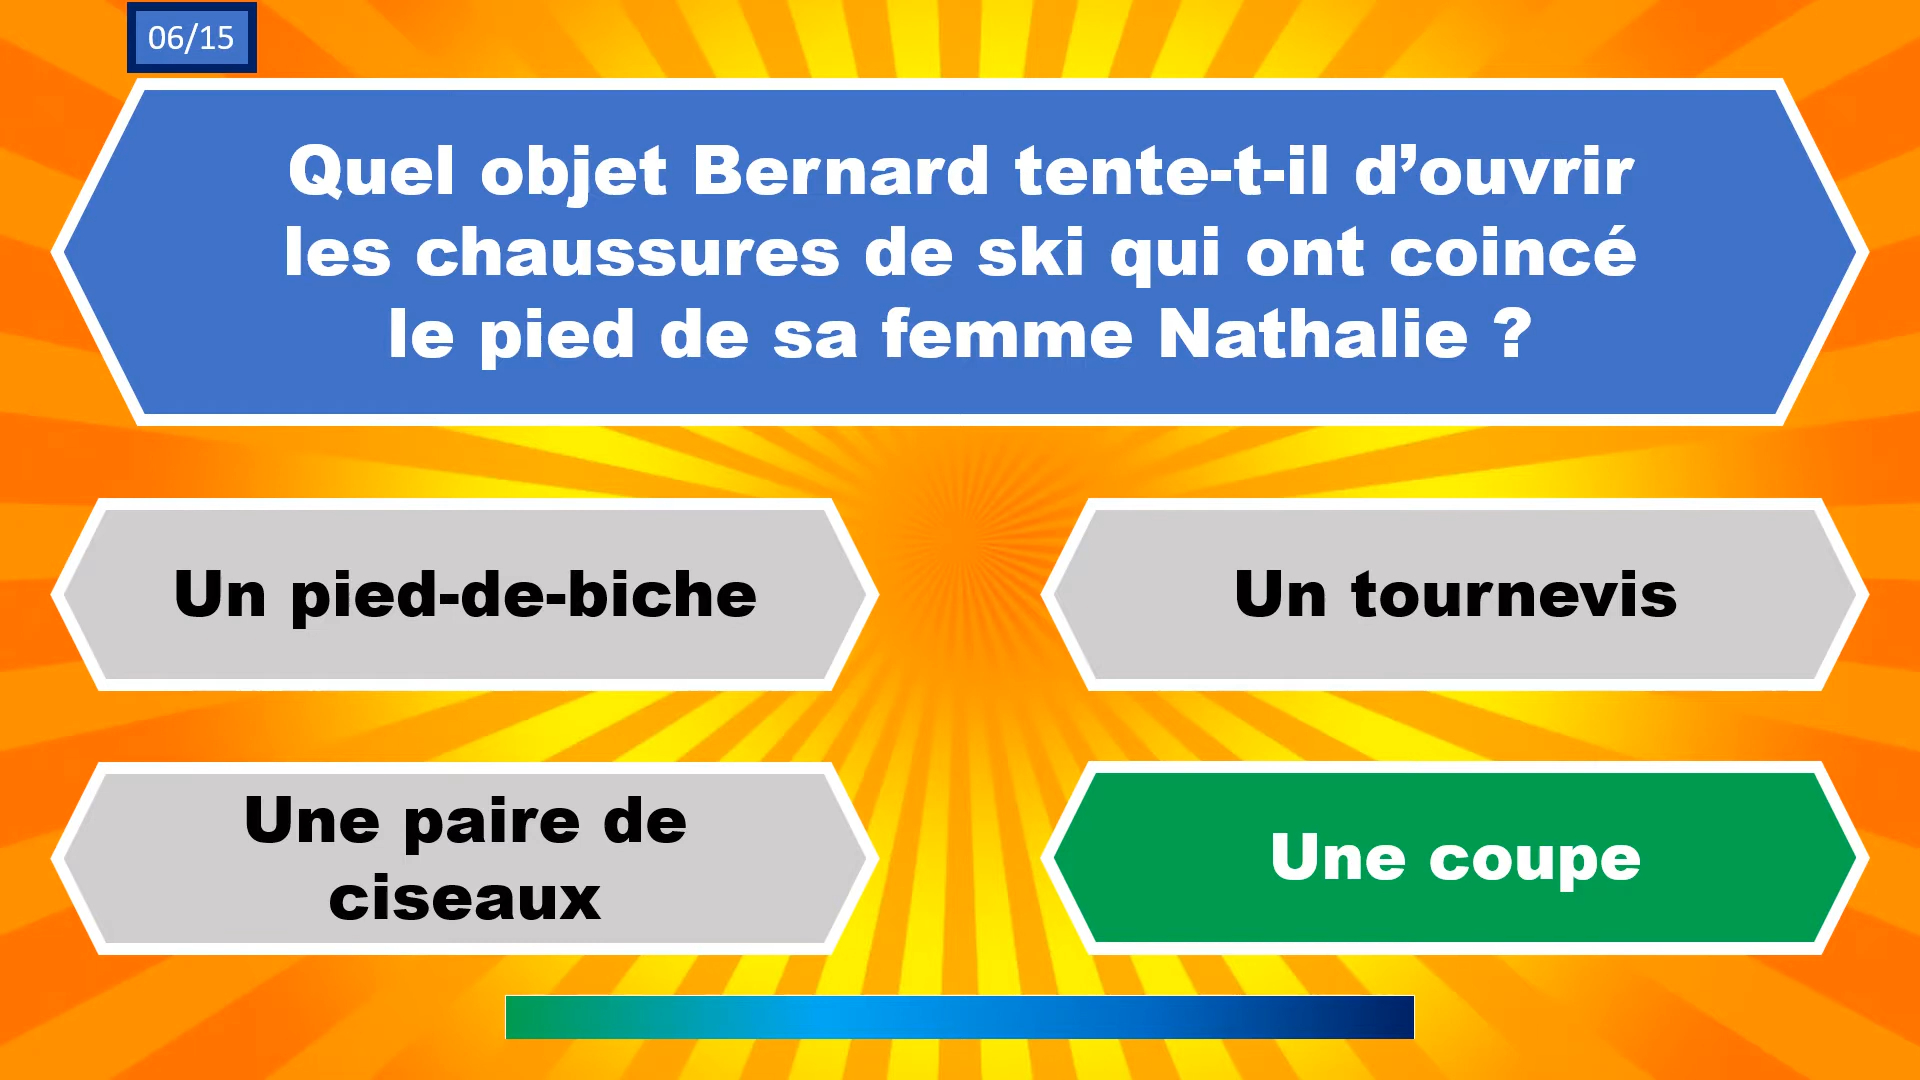 06/15
Quel objet Bernard tente-t-il d’ouvrir
les chaussures de ski qui ont coincé
le pied de sa femme Nathalie ?
Un pied-de-biche
Un tournevis
Une paire de
ciseaux
Une coupe